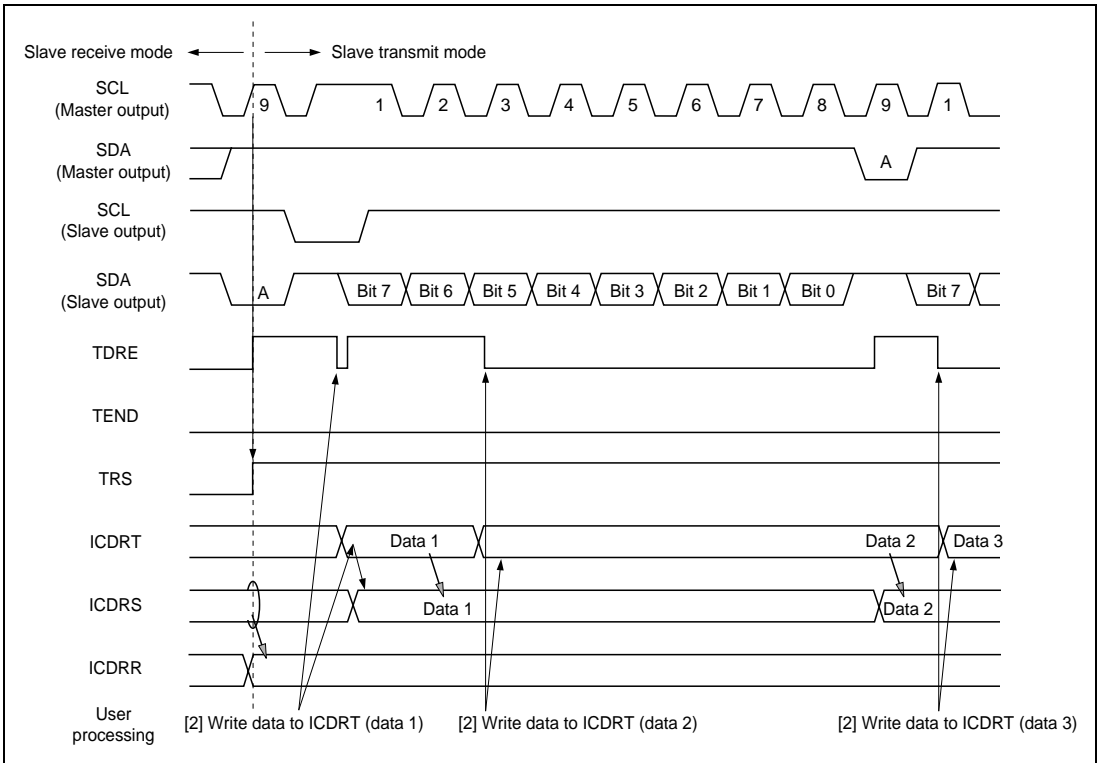 Slave receive mode
Slave transmit mode
SCL
(Master output)
9 1 2 3 4 5 6 7 8 9 1
SDA
(Master output)
A
SCL
(Slave output)
SDA
(Slave output)
A Bit 7 Bit 6 Bit 5 Bit 4 Bit 3 Bit 2 Bit 1 Bit 0 Bit 7
TDRE
TEND
TRS
ICDRT
Data 1 Data 2 Data 3
ICDRS
Data 1 Data 2
ICDRR
User
processing
[2] Write data to ICDRT (data 1) [2] Write data to ICDRT (data 2) [2] Write data to ICDRT (data 3)